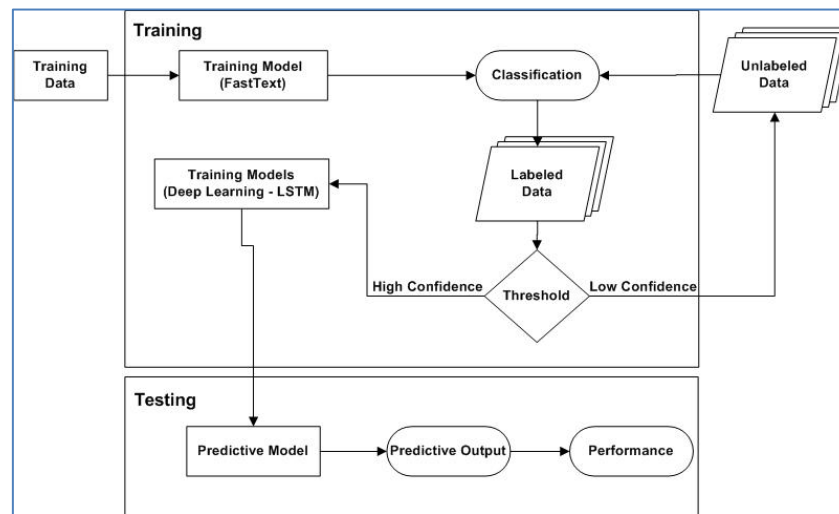 Training
Training
Data
Training Model
(FastText)
Classification
Unlabeled
Data
Training Models
(Deep Learning - LSTM)
Labeled
Data
High Confidence
Threshold
Low Confidence
Testing
Predictive Model
Predictive Output
Performance